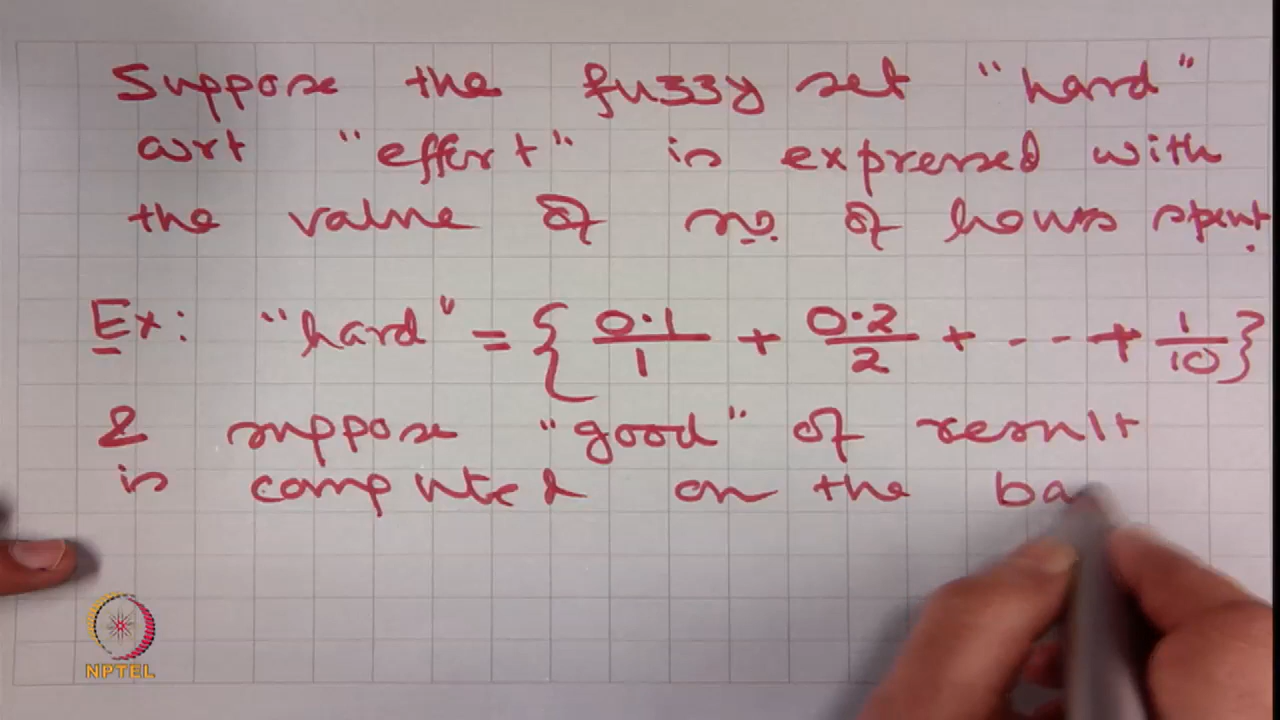 Suppose the fuzzy set "hard"
wrt "effort" is expressed with
the value of no. of hours spent.
Ex: "hard" = { 0.1/1 + 0.2/2 + - - - + 1/10 }
& suppose "good" of result
is computed on the ba
NPTEL